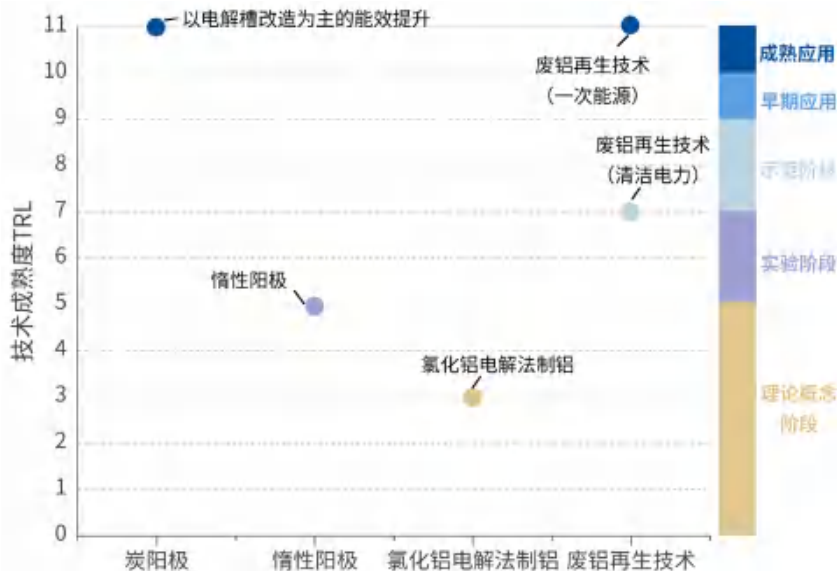 技术成熟度TRL
11
10
9
8
7
6
5
4
3
2
1
0
以电解槽改造为主的能效提升
废铝再生技术
（一次能源）
废铝再生技术
（清洁电力）
惰性阳极
氯化铝电解法制铝
炭阳极
惰性阳极
氯化铝电解法制铝
废铝再生技术
成熟应用
早期应用
示范阶段
实验阶段
理论概念
阶段